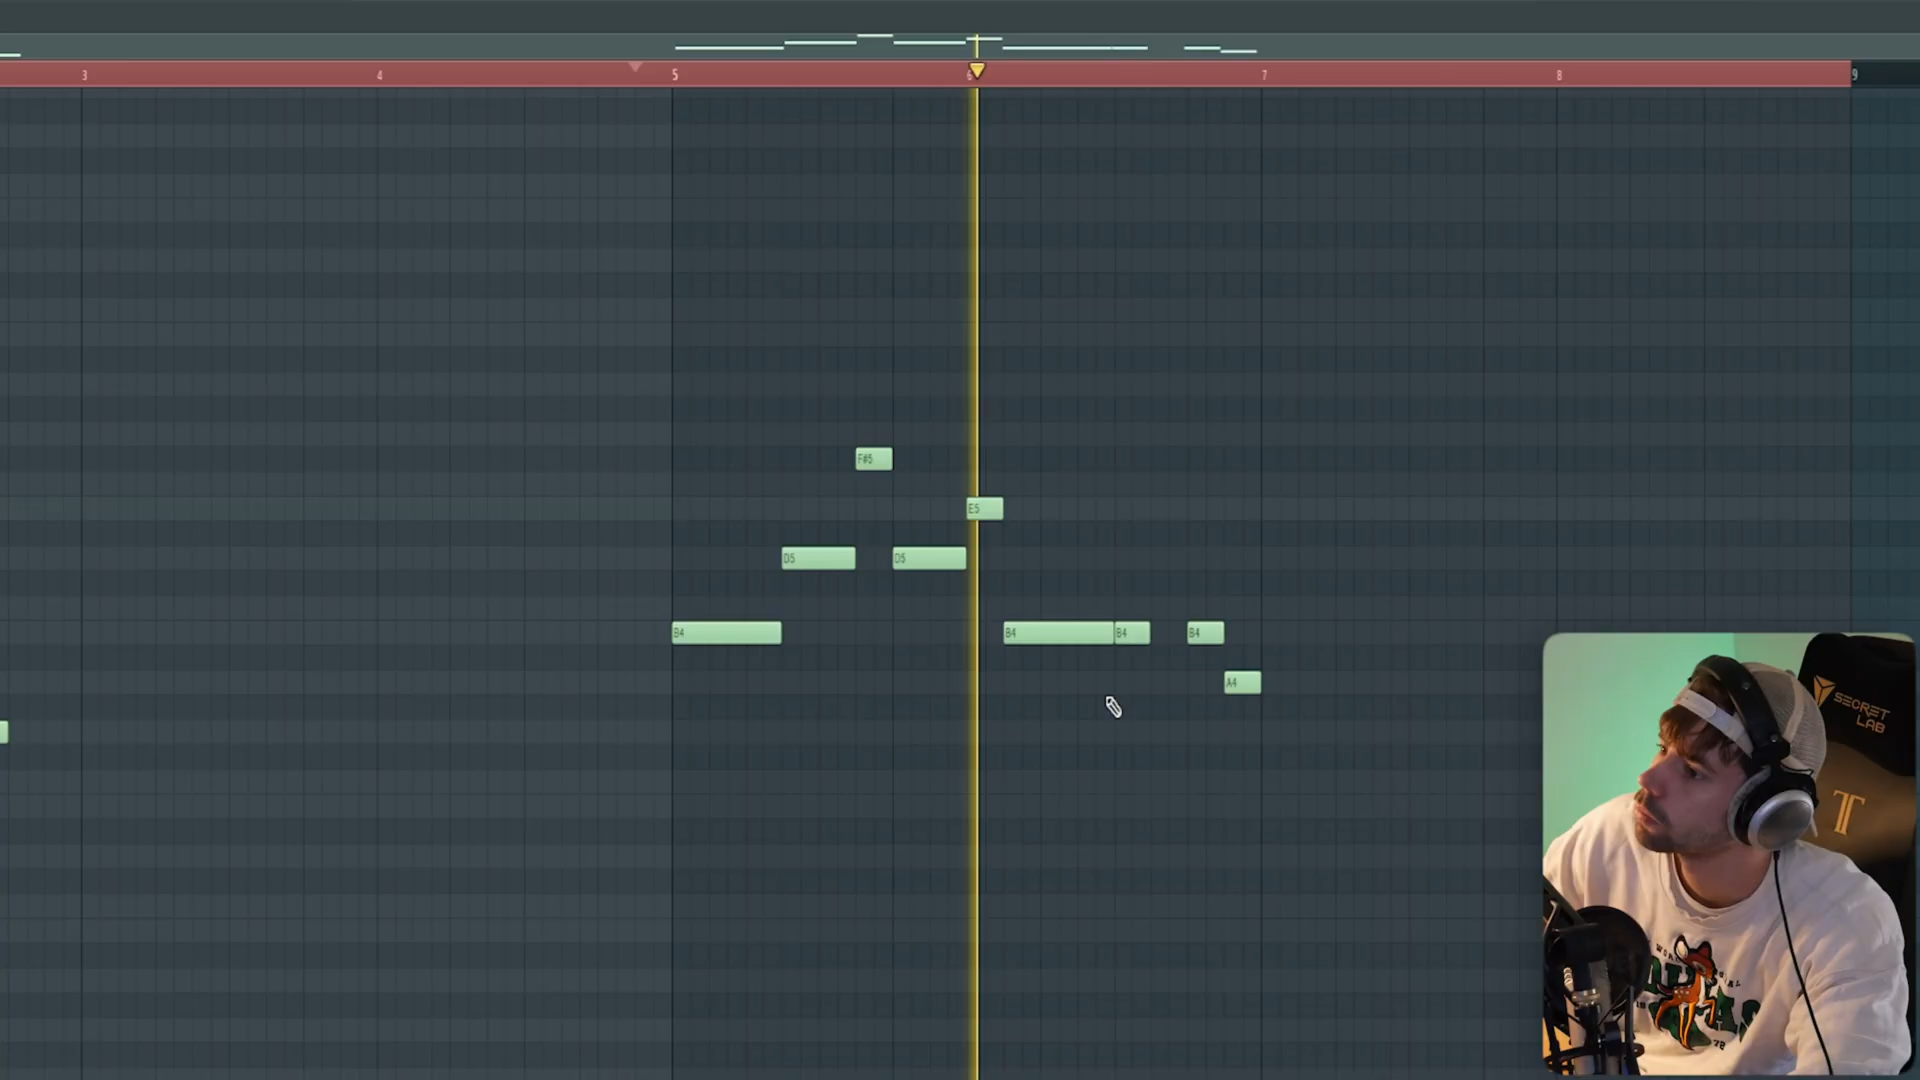 3 4 5 6 7 8 9
F#5
E5
D5 D5
B4 B4 B4 B4
A4
SECRET
LAB